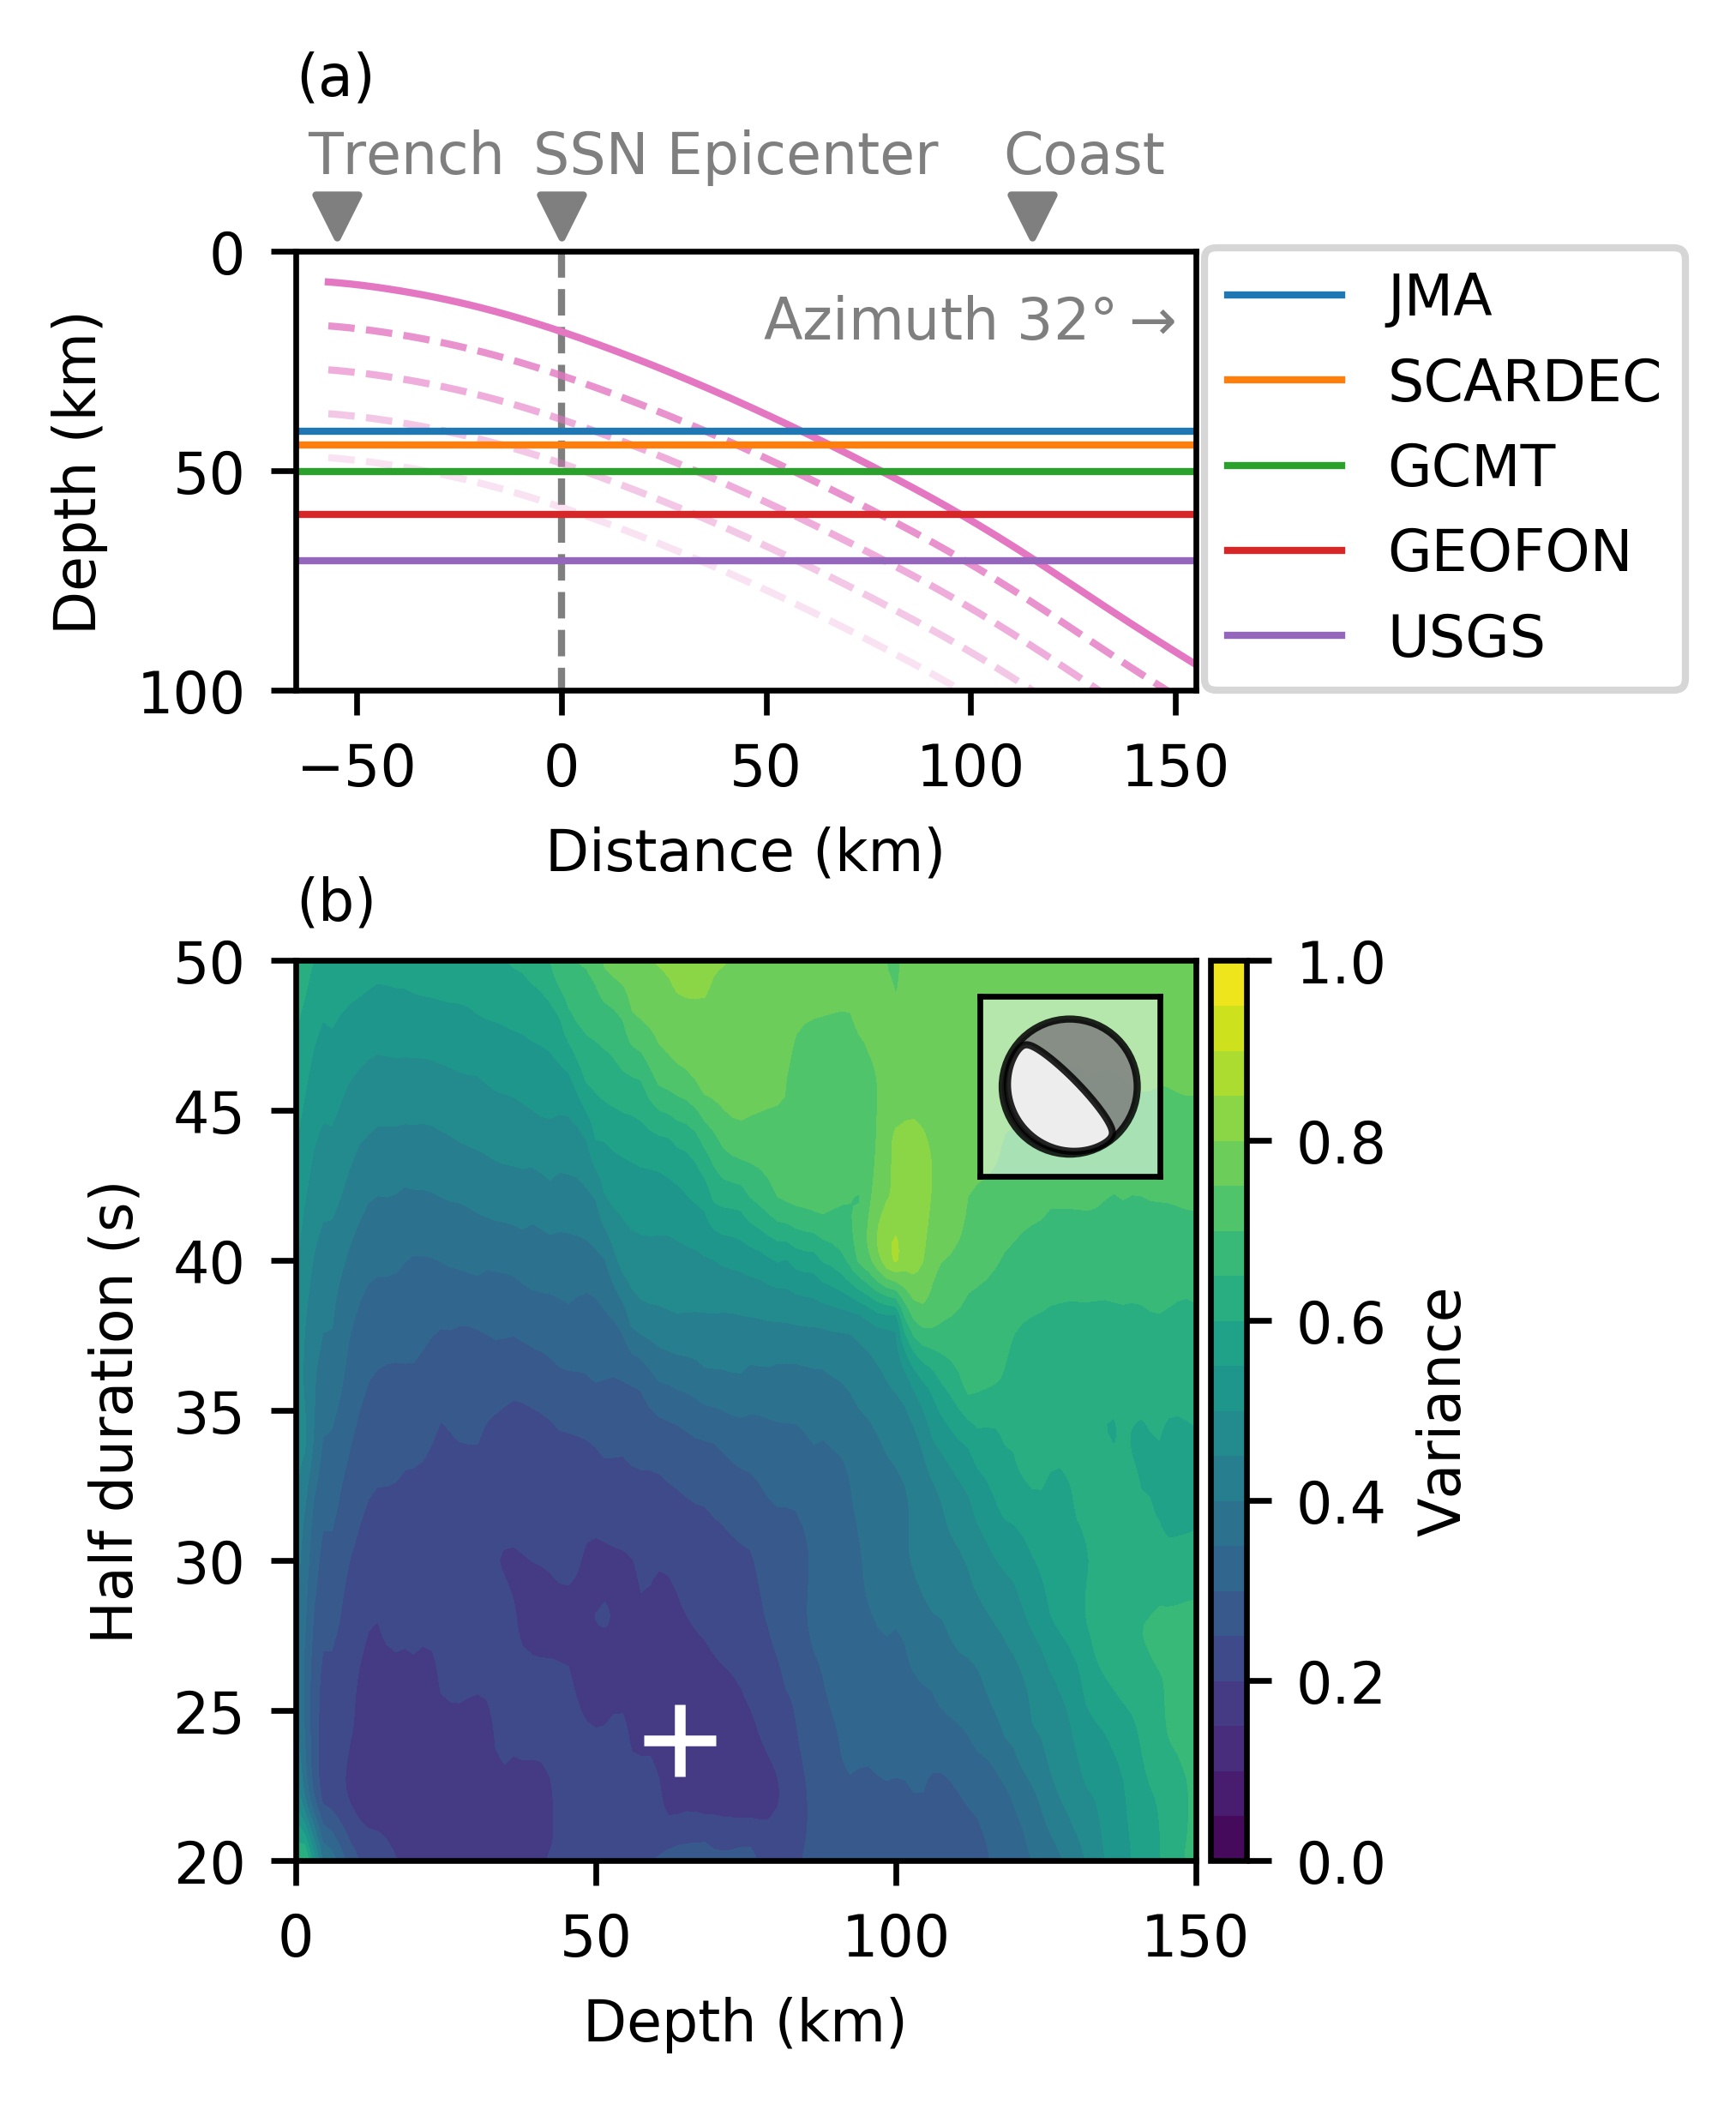 (a)
Trench SSN Epicenter Coast
Azimuth 32° →
0
50
100
Depth (km)
−50 0 50 100 150
Distance (km)
JMA
SCARDEC
GCMT
GEOFON
USGS
(b)
50
45
40
35
30
25
20
Half duration (s)
0 50 100 150
Depth (km)
1.0
0.8
0.6
0.4
0.2
0.0
Variance